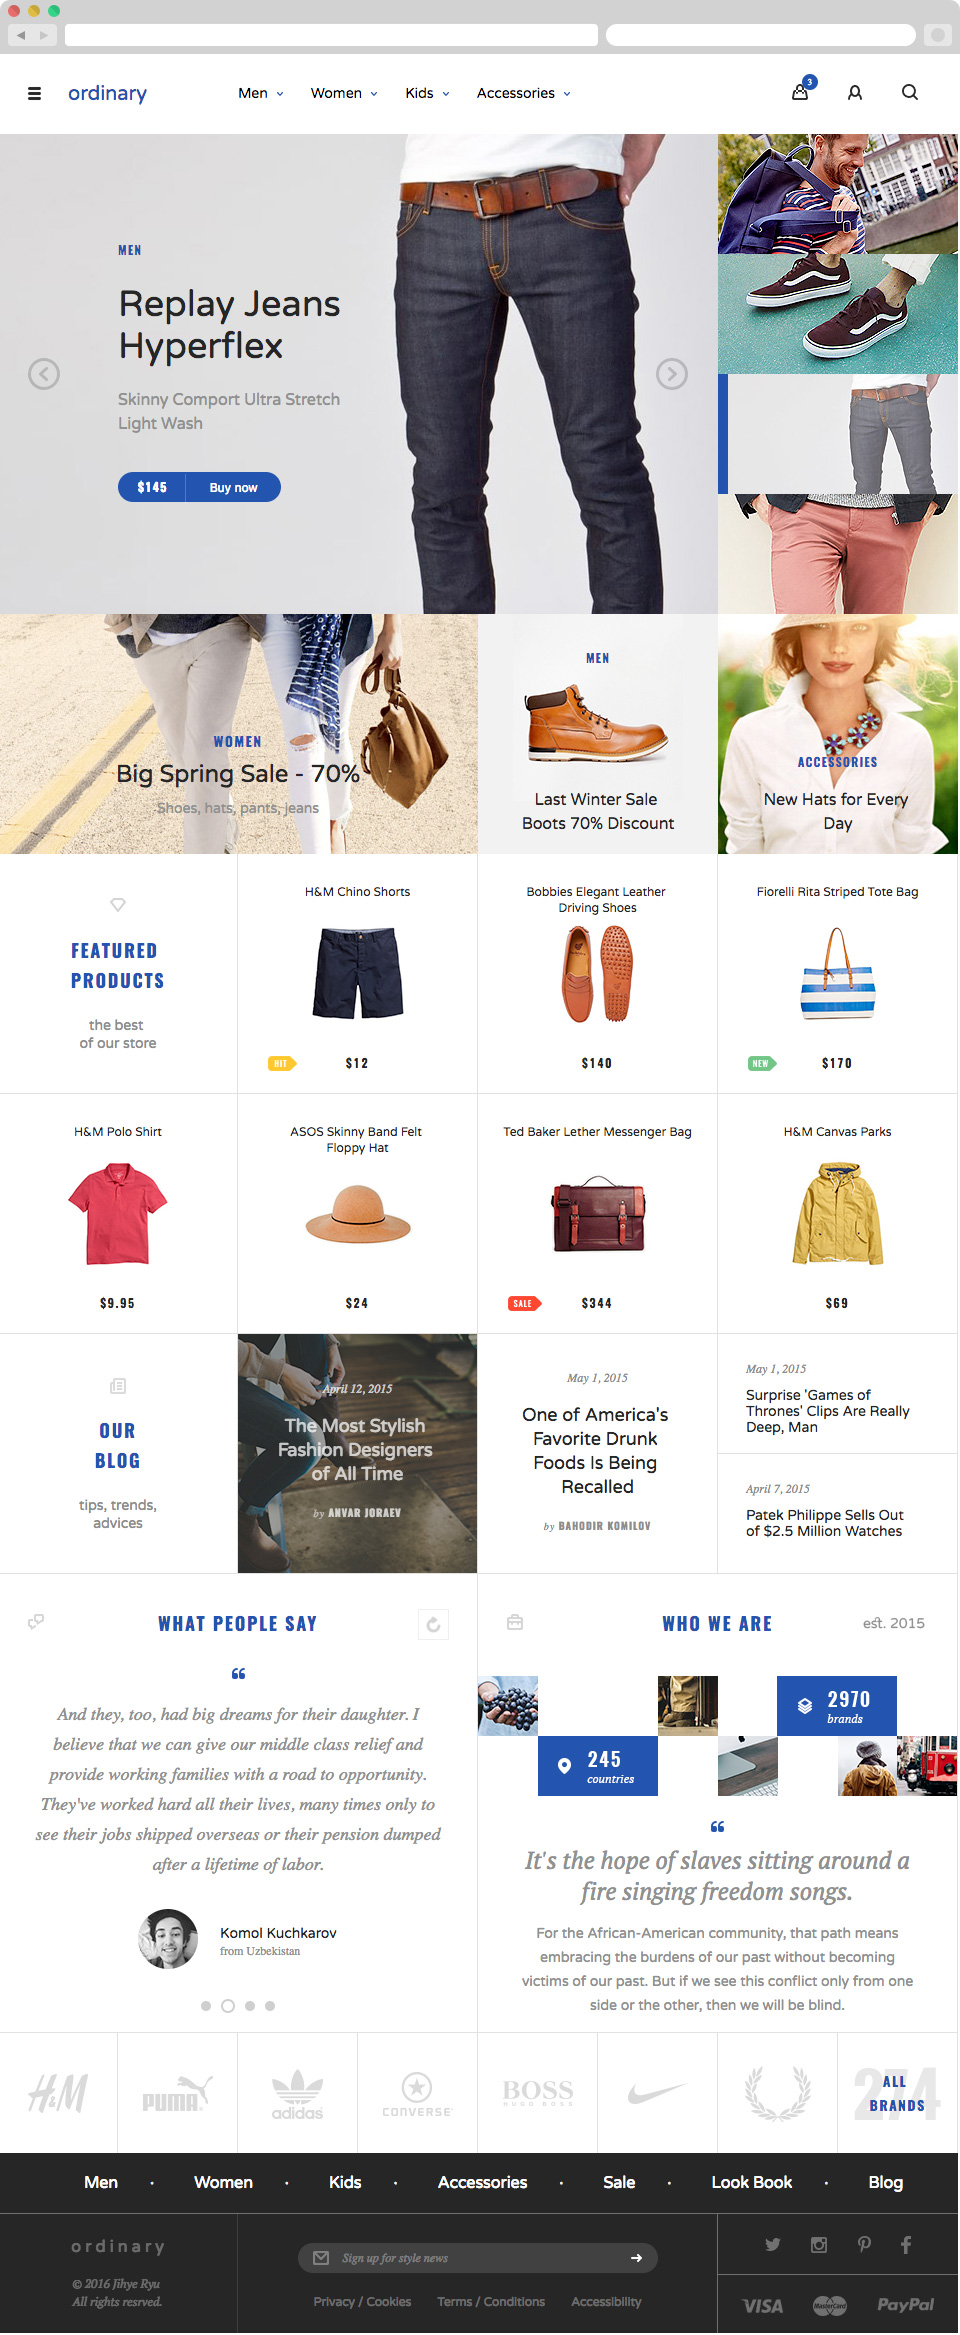 ordinary
Men
Women
Kids
Accessories
3
MEN
Replay Jeans
Hyperflex
Skinny Comport Ultra Stretch
Light Wash
$145
Buy now
WOMEN
Big Spring Sale - 70%
Shoes, hats, pants, jeans
MEN
Last Winter Sale
Boots 70% Discount
ACCESSORIES
New Hats for Every
Day
FEATURED
PRODUCTS
the best
of our store
H&M Chino Shorts
HIT
$12
Bobbies Elegant Leather
Driving Shoes
$140
Fiorelli Rita Striped Tote Bag
NEW
$170
H&M Polo Shirt
$9.95
ASOS Skinny Band Felt
Floppy Hat
$24
Ted Baker Lether Messenger Bag
SALE
$344
H&M Canvas Parks
$69
OUR
BLOG
tips, trends,
advices
April 12, 2015
The Most Stylish
Fashion Designers
of All Time
by ANVAR JORAEV
May 1, 2015
One of America's
Favorite Drunk
Foods Is Being
Recalled
by BAHODIR KOMILOV
May 1, 2015
Surprise 'Games of
Thrones' Clips Are Really
Deep, Man
April 7, 2015
Patek Philippe Sells Out
of $2.5 Million Watches
WHAT PEOPLE SAY
“
And they, too, had big dreams for their daughter. I
believe that we can give our middle class relief and
provide working families with a road to opportunity.
They've worked hard all their lives, many times only to
see their jobs shipped overseas or their pension dumped
after a lifetime of labor.
Komol Kuchkarov
from Uzbekistan
WHO WE ARE
est. 2015
2970
brands
245
countries
“
It's the hope of slaves sitting around a
fire singing freedom songs.
For the African-American community, that path means
embracing the burdens of our past without becoming
victims of our past. But if we see this conflict only from one
side or the other, then we will be blind.
H&M
PUMA
adidas
CONVERSE
BOSS
HUGO BOSS
274
ALL
BRANDS
Men
Women
Kids
Accessories
Sale
Look Book
Blog
ordinary
© 2016 Jihye Ryu
All rights resrved.
Sign up for style news
Privacy / Cookies
Terms / Conditions
Accessibility
VISA
MasterCard
PayPal